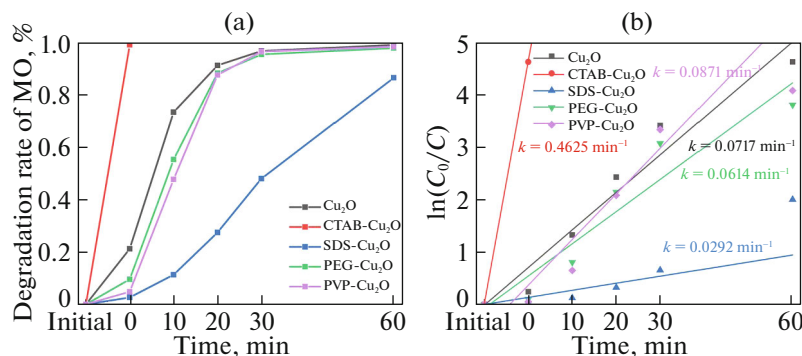 (a)
Degradation rate of MO, %
1.0
0.8
0.6
0.4
0.2
0
Initial 0 10 20 30 60
Time, min
Cu₂O
CTAB-Cu₂O
SDS-Cu₂O
PEG-Cu₂O
PVP-Cu₂O
(b)
ln(C₀/C)
5
4
3
2
1
0
Initial 0 10 20 30 60
Time, min
Cu₂O
CTAB-Cu₂O
SDS-Cu₂O
PEG-Cu₂O
PVP-Cu₂O
k = 0.0871 min⁻¹
k = 0.4625 min⁻¹
k = 0.0717 min⁻¹
k = 0.0614 min⁻¹
k = 0.0292 min⁻¹